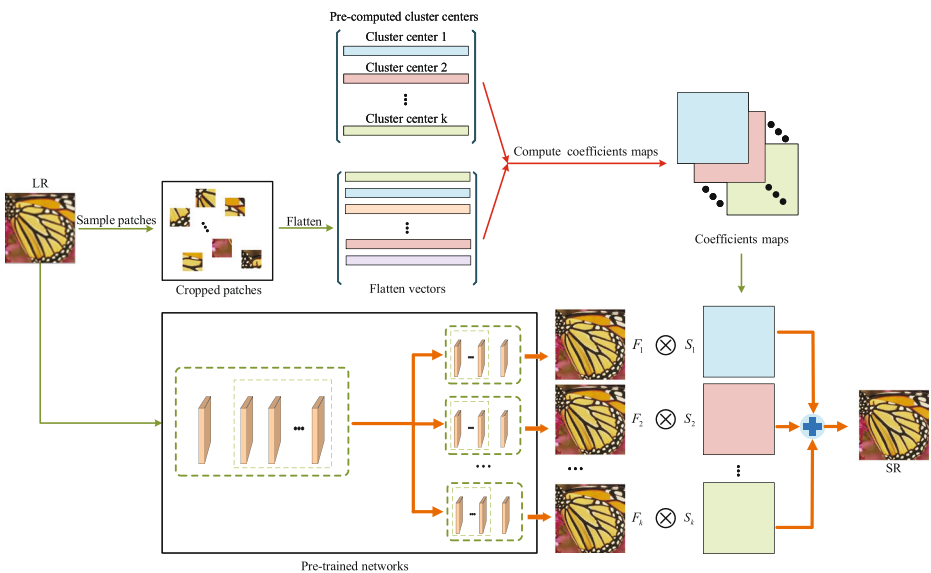 Pre-computed cluster centers
Cluster center 1
Cluster center 2
Cluster center k
Compute coefficients maps
LR
Sample patches
Flatten
Cropped patches
Flatten vectors
Coefficients maps
F1 ⊗ S1
F2 ⊗ S2
Fk ⊗ Sk
SR
Pre-trained networks